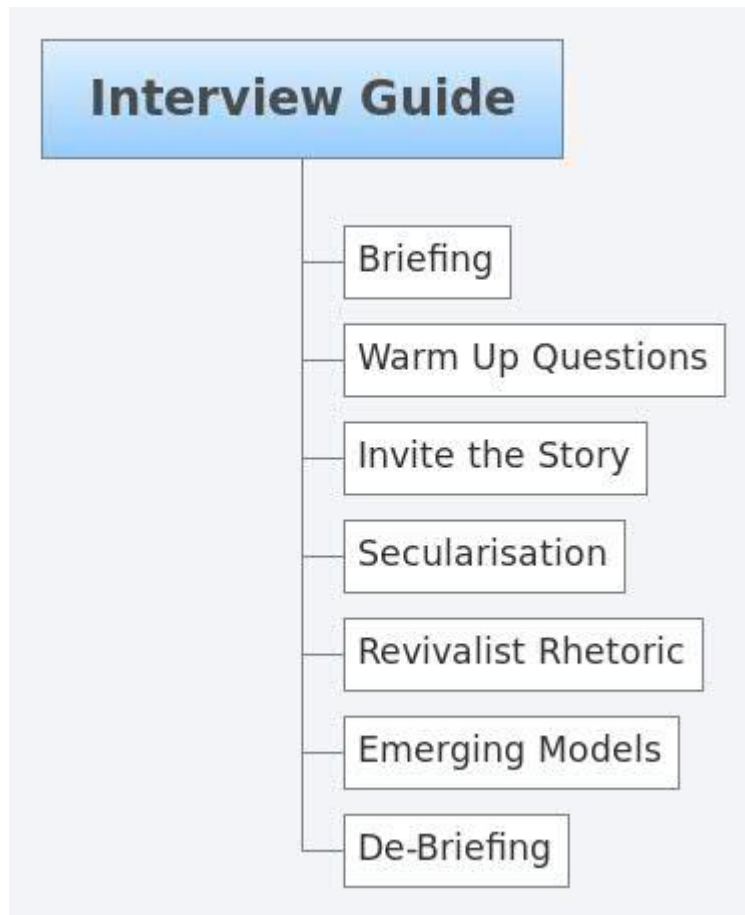 Interview Guide
Briefing
Warm Up Questions
Invite the Story
Secularisation
Revivalist Rhetoric
Emerging Models
De-Briefing